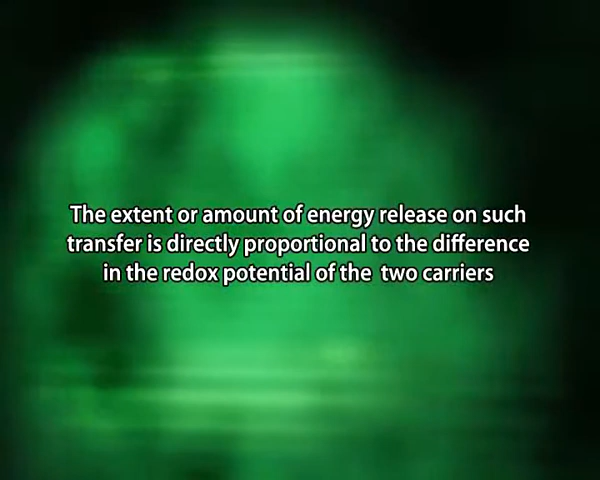 The extent or amount of energy release on such
transfer is directly proportional to the difference
in the redox potential of the  two carriers